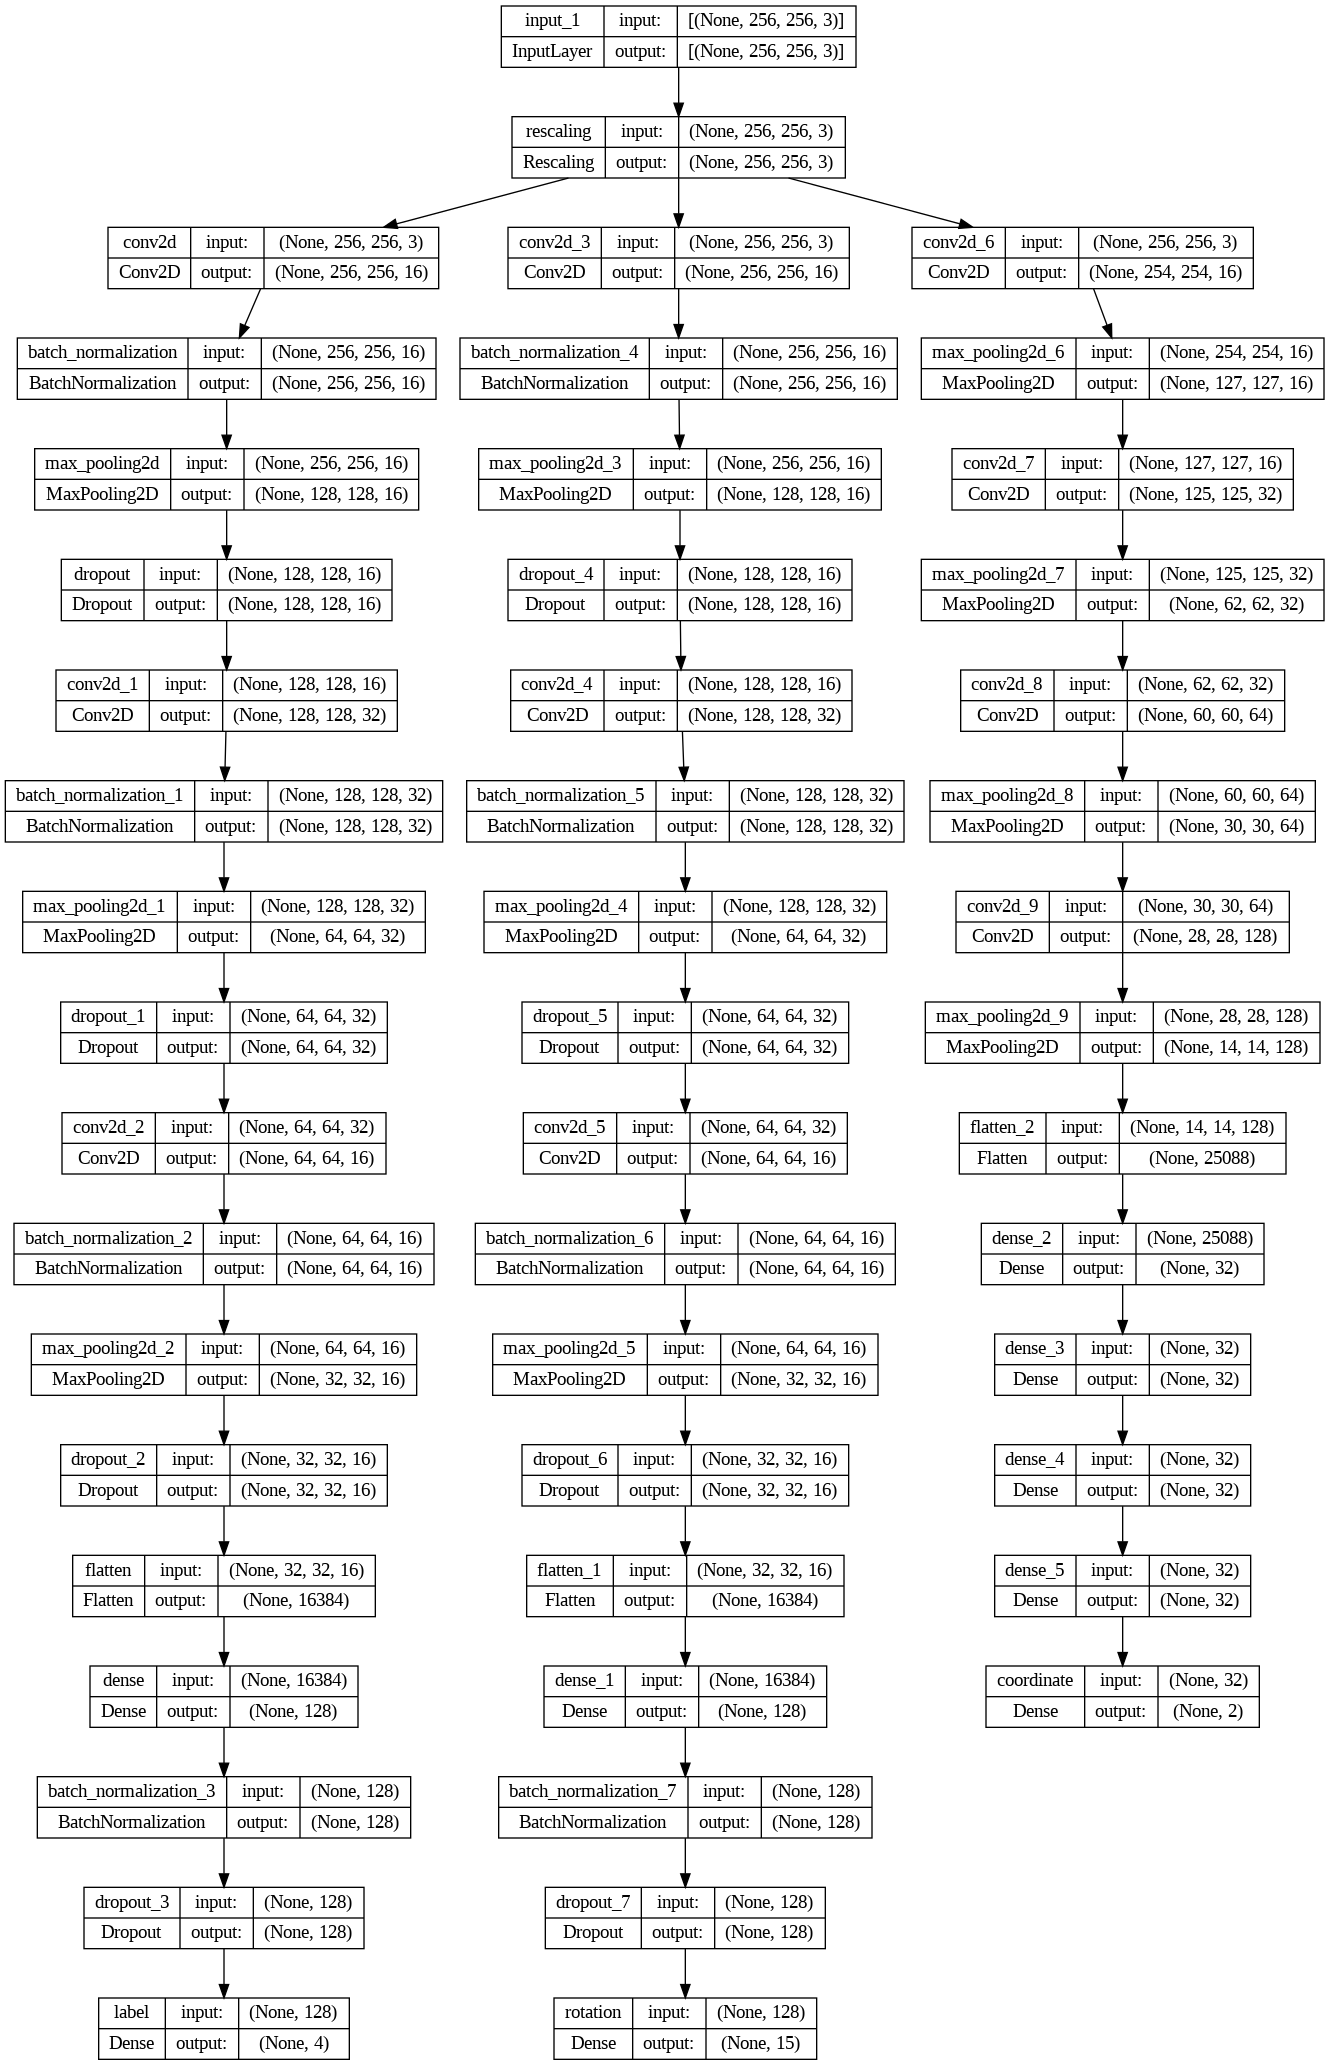 input_1 input: [(None, 256, 256, 3)]
InputLayer output: [(None, 256, 256, 3)]
rescaling input: (None, 256, 256, 3)
Rescaling output: (None, 256, 256, 3)
conv2d input: (None, 256, 256, 3)
Conv2D output: (None, 256, 256, 16)
batch_normalization input: (None, 256, 256, 16)
BatchNormalization output: (None, 256, 256, 16)
max_pooling2d input: (None, 256, 256, 16)
MaxPooling2D output: (None, 128, 128, 16)
dropout input: (None, 128, 128, 16)
Dropout output: (None, 128, 128, 16)
conv2d_1 input: (None, 128, 128, 16)
Conv2D output: (None, 128, 128, 32)
batch_normalization_1 input: (None, 128, 128, 32)
BatchNormalization output: (None, 128, 128, 32)
max_pooling2d_1 input: (None, 128, 128, 32)
MaxPooling2D output: (None, 64, 64, 32)
dropout_1 input: (None, 64, 64, 32)
Dropout output: (None, 64, 64, 32)
conv2d_2 input: (None, 64, 64, 32)
Conv2D output: (None, 64, 64, 16)
batch_normalization_2 input: (None, 64, 64, 16)
BatchNormalization output: (None, 64, 64, 16)
max_pooling2d_2 input: (None, 64, 64, 16)
MaxPooling2D output: (None, 32, 32, 16)
dropout_2 input: (None, 32, 32, 16)
Dropout output: (None, 32, 32, 16)
flatten input: (None, 32, 32, 16)
Flatten output: (None, 16384)
dense input: (None, 16384)
Dense output: (None, 128)
batch_normalization_3 input: (None, 128)
BatchNormalization output: (None, 128)
dropout_3 input: (None, 128)
Dropout output: (None, 128)
label input: (None, 128)
Dense output: (None, 4)
conv2d_3 input: (None, 256, 256, 3)
Conv2D output: (None, 256, 256, 16)
batch_normalization_4 input: (None, 256, 256, 16)
BatchNormalization output: (None, 256, 256, 16)
max_pooling2d_3 input: (None, 256, 256, 16)
MaxPooling2D output: (None, 128, 128, 16)
dropout_4 input: (None, 128, 128, 16)
Dropout output: (None, 128, 128, 16)
conv2d_4 input: (None, 128, 128, 16)
Conv2D output: (None, 128, 128, 32)
batch_normalization_5 input: (None, 128, 128, 32)
BatchNormalization output: (None, 128, 128, 32)
max_pooling2d_4 input: (None, 128, 128, 32)
MaxPooling2D output: (None, 64, 64, 32)
dropout_5 input: (None, 64, 64, 32)
Dropout output: (None, 64, 64, 32)
conv2d_5 input: (None, 64, 64, 32)
Conv2D output: (None, 64, 64, 16)
batch_normalization_6 input: (None, 64, 64, 16)
BatchNormalization output: (None, 64, 64, 16)
max_pooling2d_5 input: (None, 64, 64, 16)
MaxPooling2D output: (None, 32, 32, 16)
dropout_6 input: (None, 32, 32, 16)
Dropout output: (None, 32, 32, 16)
flatten_1 input: (None, 32, 32, 16)
Flatten output: (None, 16384)
dense_1 input: (None, 16384)
Dense output: (None, 128)
batch_normalization_7 input: (None, 128)
BatchNormalization output: (None, 128)
dropout_7 input: (None, 128)
Dropout output: (None, 128)
rotation input: (None, 128)
Dense output: (None, 15)
conv2d_6 input: (None, 256, 256, 3)
Conv2D output: (None, 254, 254, 16)
max_pooling2d_6 input: (None, 254, 254, 16)
MaxPooling2D output: (None, 127, 127, 16)
conv2d_7 input: (None, 127, 127, 16)
Conv2D output: (None, 125, 125, 32)
max_pooling2d_7 input: (None, 125, 125, 32)
MaxPooling2D output: (None, 62, 62, 32)
conv2d_8 input: (None, 62, 62, 32)
Conv2D output: (None, 60, 60, 64)
max_pooling2d_8 input: (None, 60, 60, 64)
MaxPooling2D output: (None, 30, 30, 64)
conv2d_9 input: (None, 30, 30, 64)
Conv2D output: (None, 28, 28, 128)
max_pooling2d_9 input: (None, 28, 28, 128)
MaxPooling2D output: (None, 14, 14, 128)
flatten_2 input: (None, 14, 14, 128)
Flatten output: (None, 25088)
dense_2 input: (None, 25088)
Dense output: (None, 32)
dense_3 input: (None, 32)
Dense output: (None, 32)
dense_4 input: (None, 32)
Dense output: (None, 32)
dense_5 input: (None, 32)
Dense output: (None, 32)
coordinate input: (None, 32)
Dense output: (None, 2)